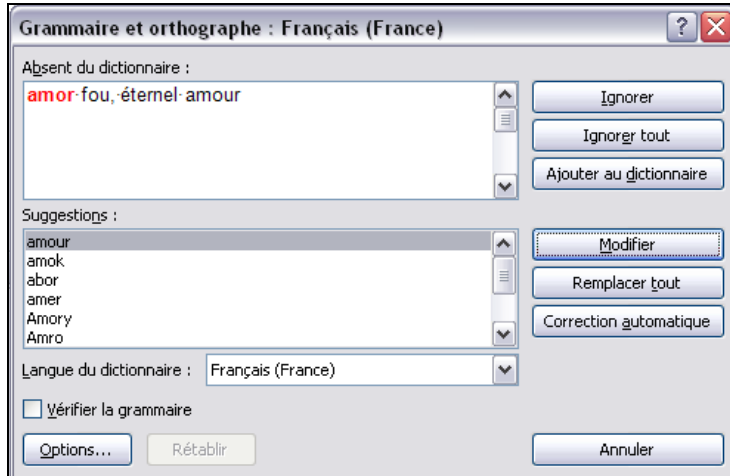 Grammaire et orthographe : Français (France)
?
Absent du dictionnaire :
amor·fou,·éternel·amour
Ignorer
Ignorer tout
Ajouter au dictionnaire
Suggestions :
amour
amok
abor
amer
Amory
Amro
Modifier
Remplacer tout
Correction automatique
Langue du dictionnaire : Français (France)
Vérifier la grammaire
Options... Rétablir Annuler